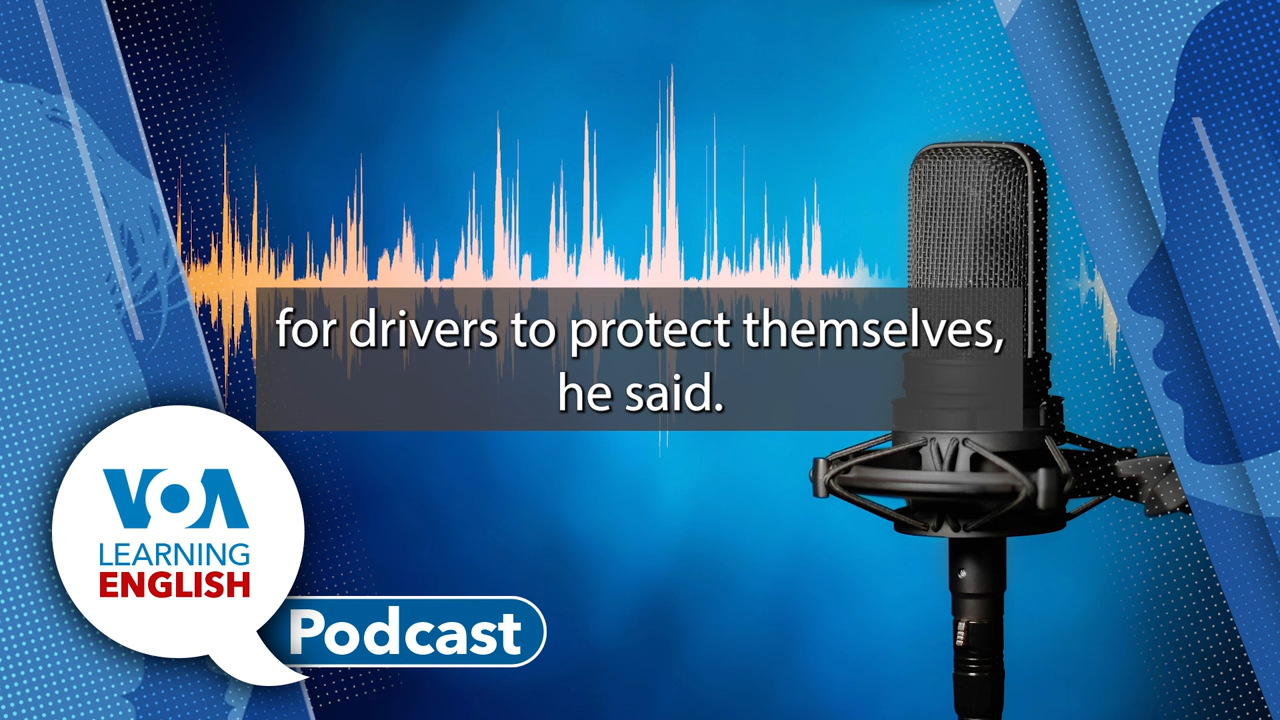 for drivers to protect themselves,
he said.
VOA
LEARNING
ENGLISH
Podcast